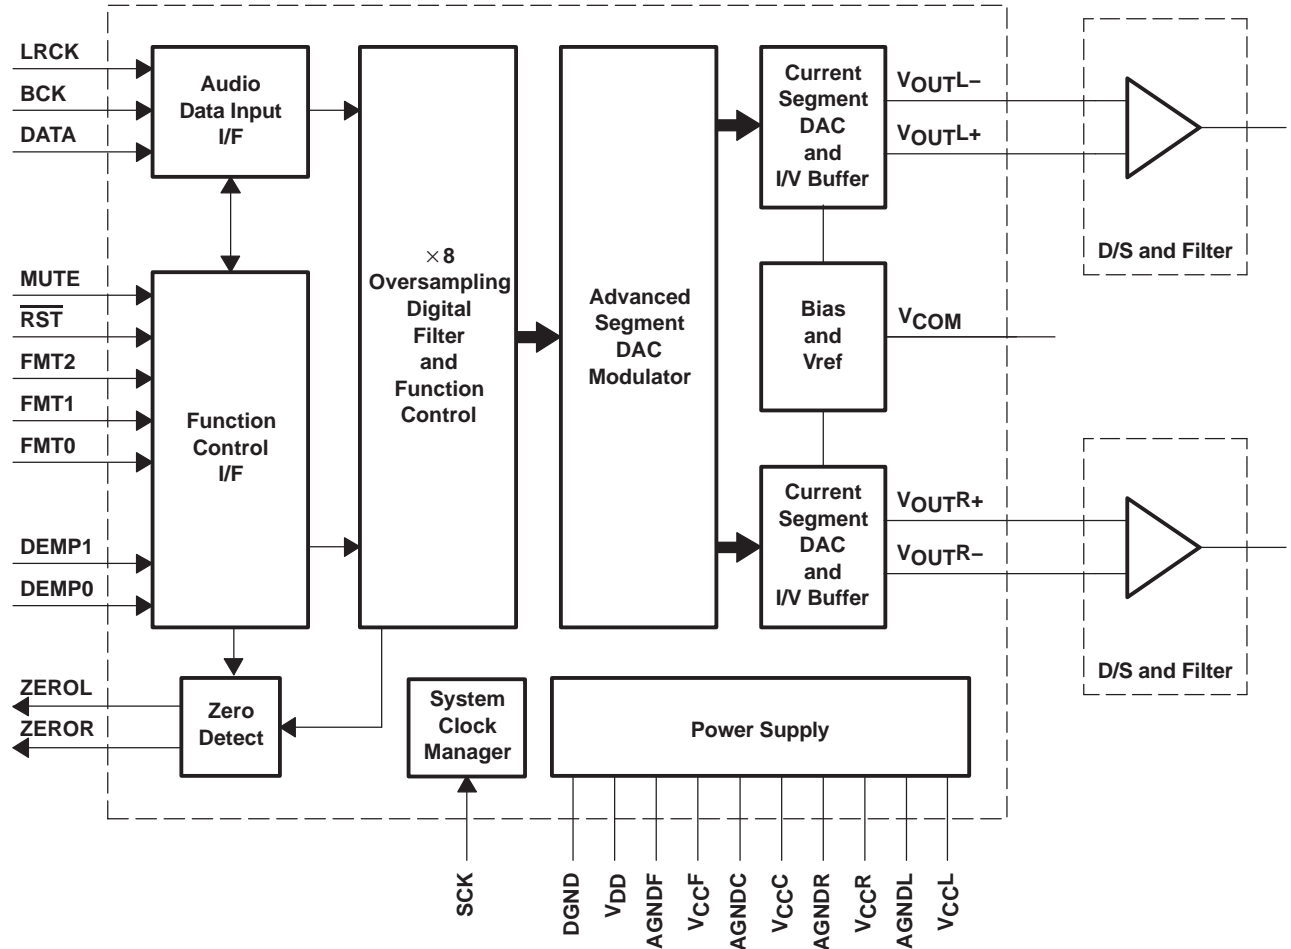 LRCK
BCK
DATA
Audio
Data Input
I/F
MUTE
RST
FMT2
FMT1
FMT0
DEMP1
DEMP0
Function
Control
I/F
ZEROL
ZEROR
Zero
Detect
×8
Oversampling
Digital
Filter
and
Function
Control
Advanced
Segment
DAC
Modulator
Current
Segment
DAC
and
I/V Buffer
VOUTL−
VOUTL+
D/S and Filter
Bias
and
Vref
VCOM
Current
Segment
DAC
and
I/V Buffer
VOUTR+
VOUTR−
D/S and Filter
System
Clock
Manager
Power Supply
SCK
DGND
VDD
AGNDF
VCCF
AGNDC
VCCC
AGNDR
VCCR
AGNDL
VCCL